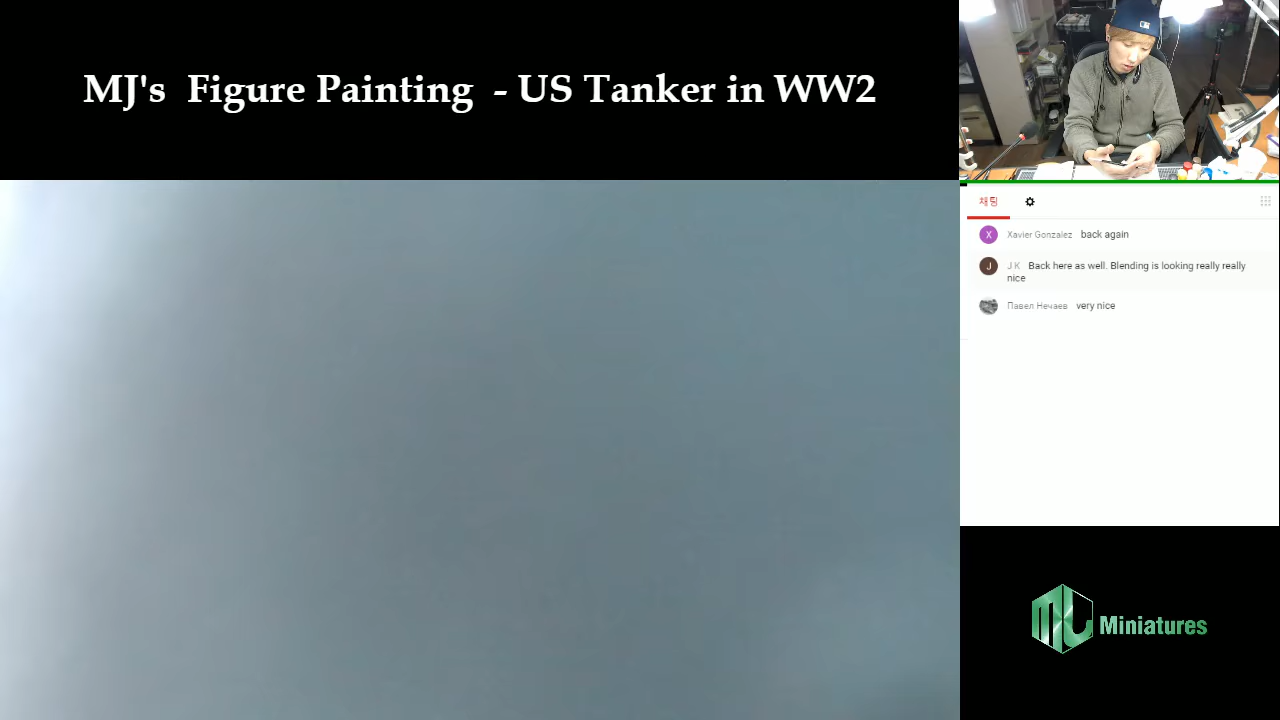 MJ's Figure Painting - US Tanker in WW2
채팅
X Xavier Gonzalez back again
J J K Back here as well. Blending is looking really really
nice
Павел Нечаев very nice
MJ Miniatures